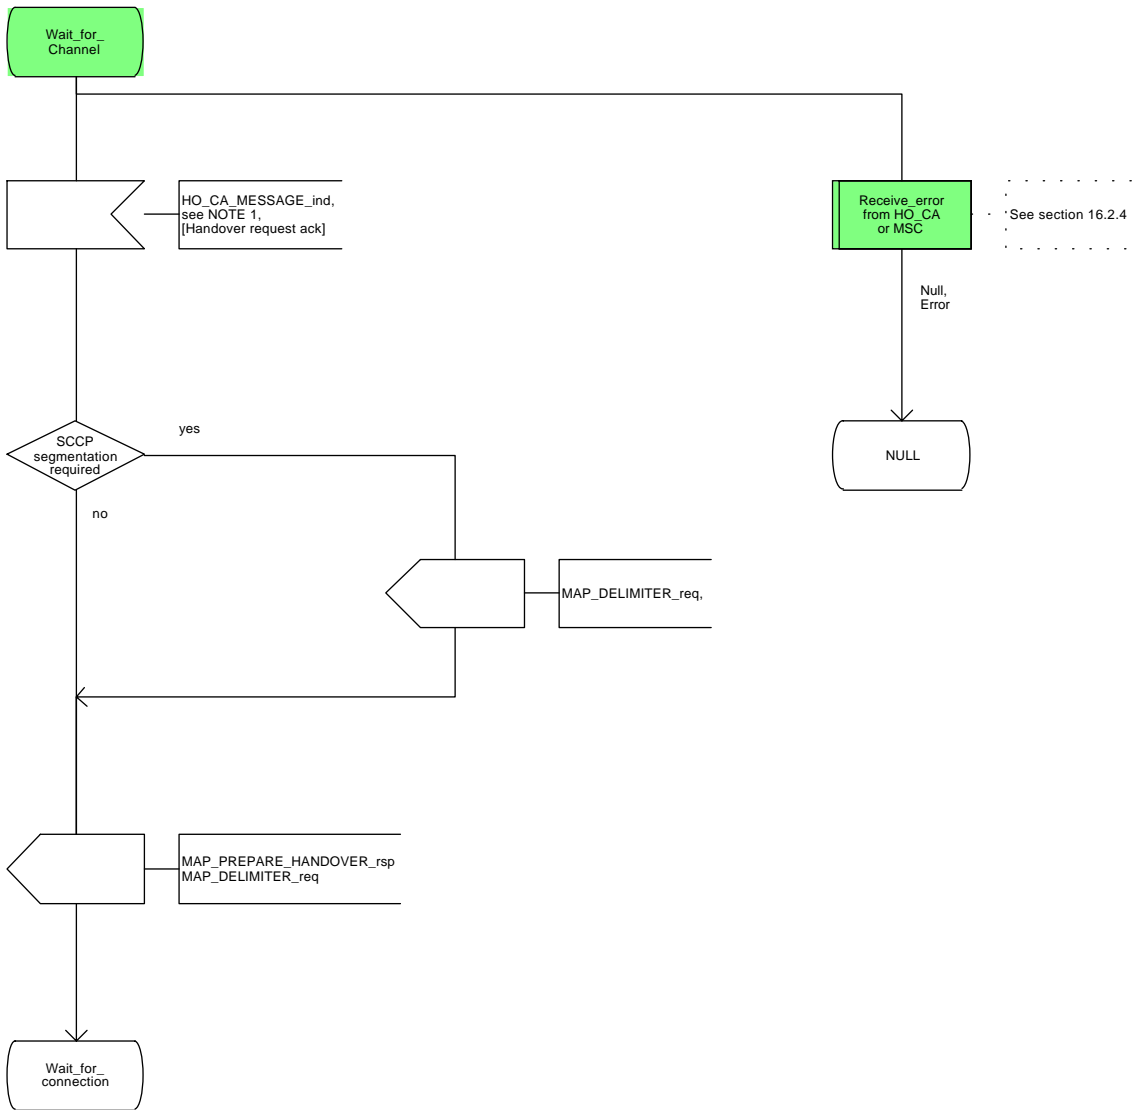 Wait_for_
Channel
HO_CA_MESSAGE_ind,
see NOTE 1,
[Handover request ack]
Receive_error
from HO_CA
or MSC
See section 16.2.4
Null,
Error
SCCP
segmentation
required
yes
NULL
no
MAP_DELIMITER_req,
MAP_PREPARE_HANDOVER_rsp
MAP_DELIMITER_req
Wait_for_
connection